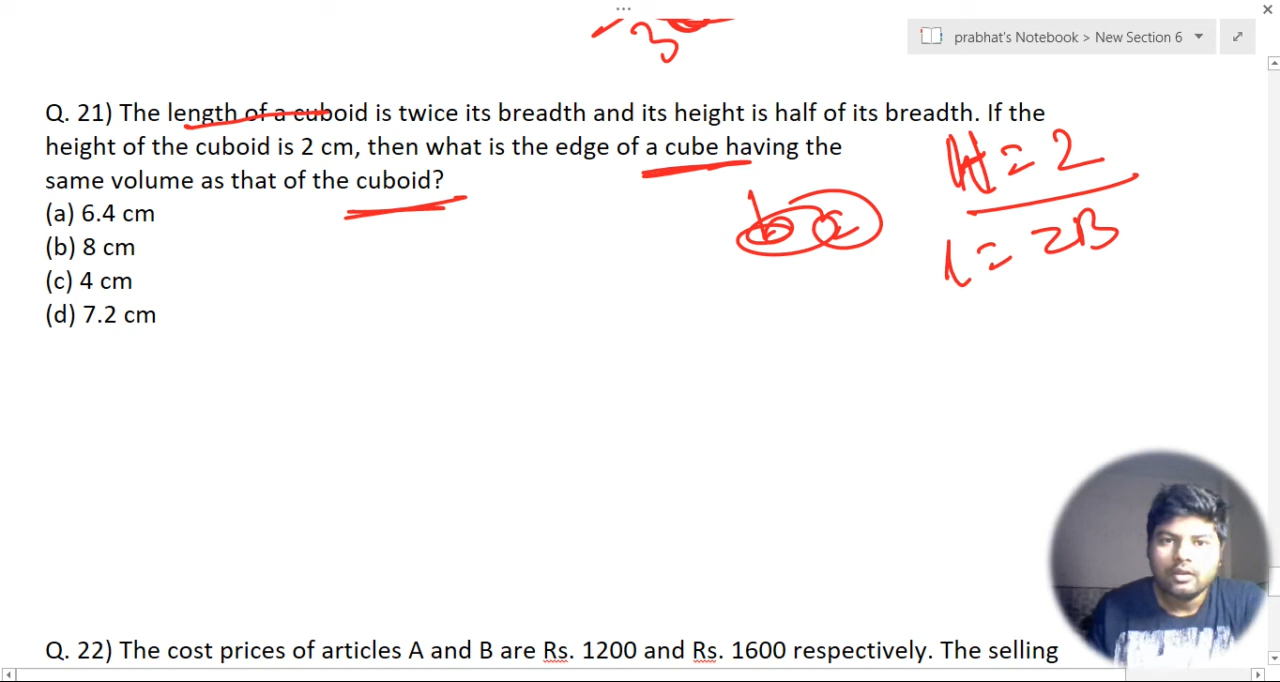 3
prabhat's Notebook > New Section 6
Q. 21) The length of a cuboid is twice its breadth and its height is half of its breadth. If the
height of the cuboid is 2 cm, then what is the edge of a cube having the
same volume as that of the cuboid?
(a) 6.4 cm
(b) 8 cm
(c) 4 cm
(d) 7.2 cm
H = 2
l = 2B
Q. 22) The cost prices of articles A and B are Rs. 1200 and Rs. 1600 respectively. The selling